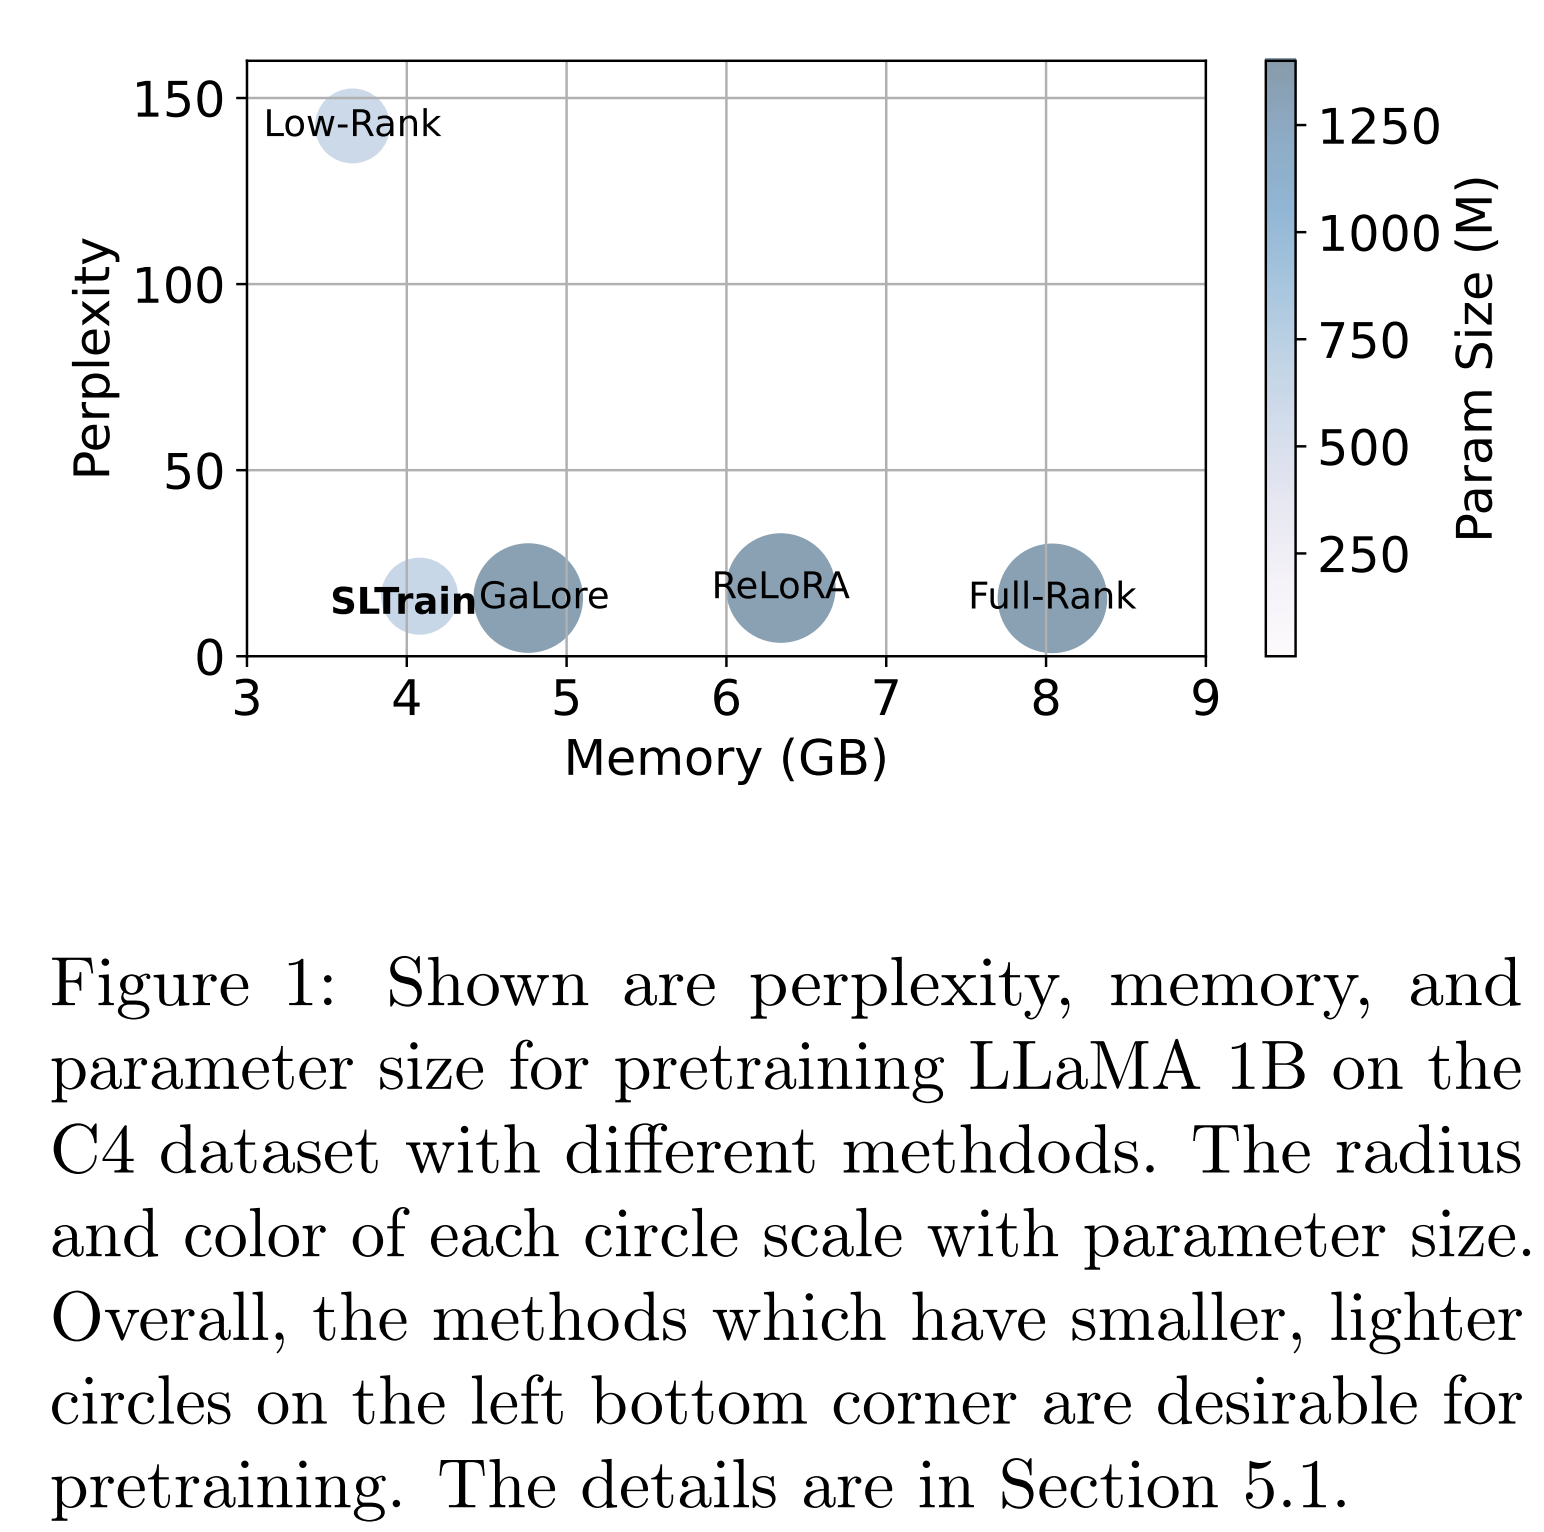 150
100
50
0
Perplexity
Low-Rank
SLTrain
GaLore
ReLoRA
Full-Rank
3 4 5 6 7 8 9
Memory (GB)
1250
1000
750
500
250
Param Size (M)
Figure 1: Shown are perplexity, memory, and
parameter size for pretraining LLaMA 1B on the
C4 dataset with different methdods. The radius
and color of each circle scale with parameter size.
Overall, the methods which have smaller, lighter
circles on the left bottom corner are desirable for
pretraining. The details are in Section 5.1.